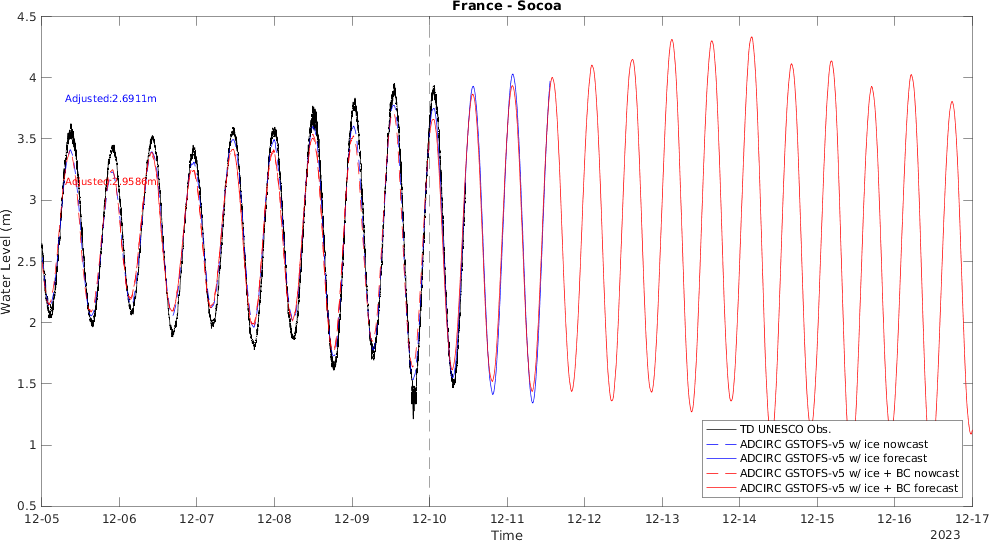 France - Socoa
4.5
4
3.5
3
2.5
2
1.5
1
0.5
Water Level (m)
Adjusted:2.6911m
Adjusted:2.9586m
TD UNESCO Obs.
ADCIRC GSTOFS-v5 w/ ice nowcast
ADCIRC GSTOFS-v5 w/ ice forecast
ADCIRC GSTOFS-v5 w/ ice + BC nowcast
ADCIRC GSTOFS-v5 w/ ice + BC forecast
12-05 12-06 12-07 12-08 12-09 12-10 12-11 12-12 12-13 12-14 12-15 12-16 12-17
Time
2023